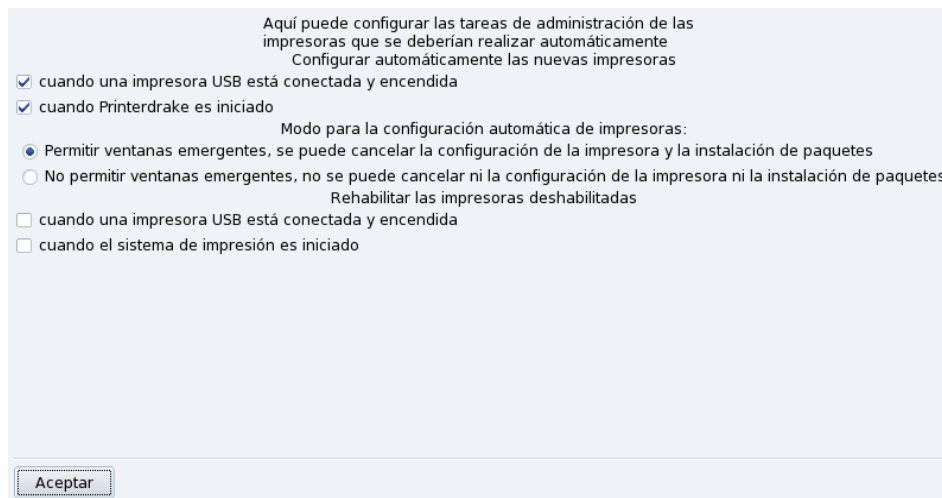 Aquí puede configurar las tareas de administración de las
impresoras que se deberían realizar automáticamente
Configurar automáticamente las nuevas impresoras
cuando una impresora USB está conectada y encendida
cuando Printerdrake es iniciado
Modo para la configuración automática de impresoras:
Permitir ventanas emergentes, se puede cancelar la configuración de la impresora y la instalación de paquetes
No permitir ventanas emergentes, no se puede cancelar ni la configuración de la impresora ni la instalación de paquetes
Rehabilitar las impresoras deshabilitadas
cuando una impresora USB está conectada y encendida
cuando el sistema de impresión es iniciado
Aceptar